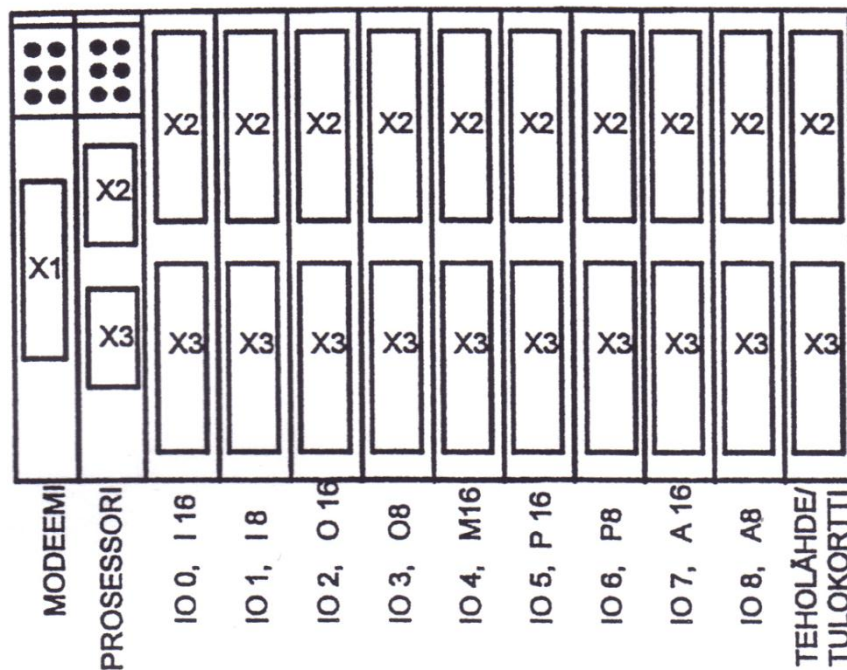 X2 X2 X2 X2 X2 X2 X2 X2 X2 X2
X2
X1
X3
X3 X3 X3 X3 X3 X3 X3 X3 X3 X3
MODEEMI
PROSESSORI
IO 0, I 16
IO 1, I 8
IO 2, O 16
IO 3, O8
IO 4, M16
IO 5, P 16
IO 6, P8
IO 7, A 16
IO 8, A8
TEHOLÄHDE/
TULOKORTTI